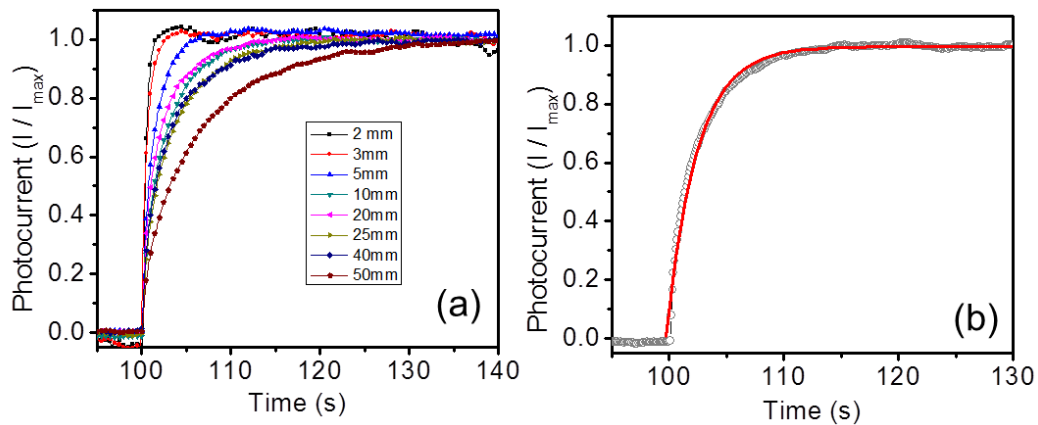 Photocurrent (I / I_max)
1.0
0.8
0.6
0.4
0.2
0.0
2 mm
3mm
5mm
10mm
20mm
25mm
40mm
50mm
(a)
100 110 120 130 140
Time (s)
Photocurrent (I / I_max)
1.0
0.8
0.6
0.4
0.2
0.0
(b)
100 110 120 130
Time (s)